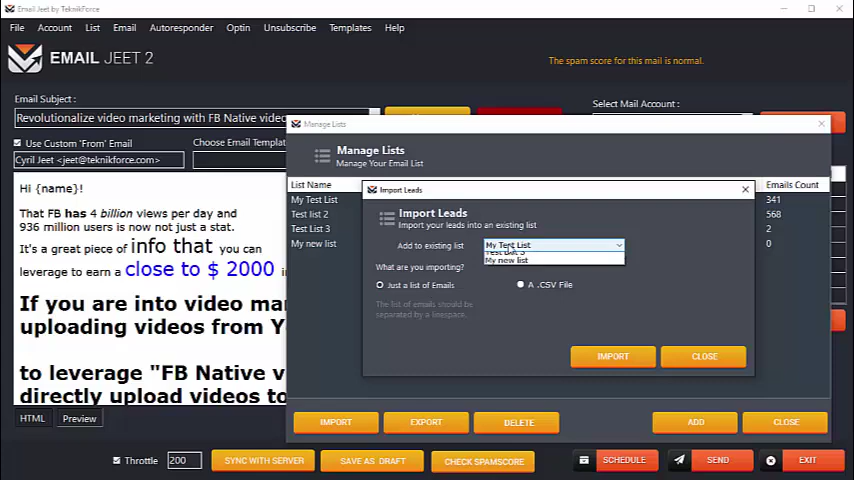 Email Jeet by TeknikForce
File Account List Email Autoresponder Optin Unsubscribe Templates Help
EMAIL JEET 2
The spam score for this mail is normal.
Email Subject :
Select Mail Account :
Revolutionalize video marketing with FB Native video
Use Custom "From" Email
Choose Email Templat
Cyril Jeet <jeet@teknikforce.com>
Hi {name}!
That FB has 4 billion views per day and
936 million users is now not just a stat.
It's a great piece of info that you can
leverage to earn a close to $ 2000 i
If you are into video mar
uploading videos from Y
to leverage "FB Native v
directly upload videos to
HTML Preview
Throttle 200 SYNC WITH SERVER SAVE AS DRAFT CHECK SPAMSCORE SCHEDULE SEND EXIT
Manage Lists
Manage Lists
Manage Your Email List
List Name Emails Count
My Test List 341
Test list 2 568
Test List 3 2
My new list 0
Import Leads
Import Leads
Import your leads into an existing list
Add to existing list My Test List
Test List 3
My new list
What are you importing?
Just a list of Emails A .CSV File
The list of emails should be
separated by a linespace.
IMPORT CLOSE
IMPORT EXPORT DELETE ADD CLOSE